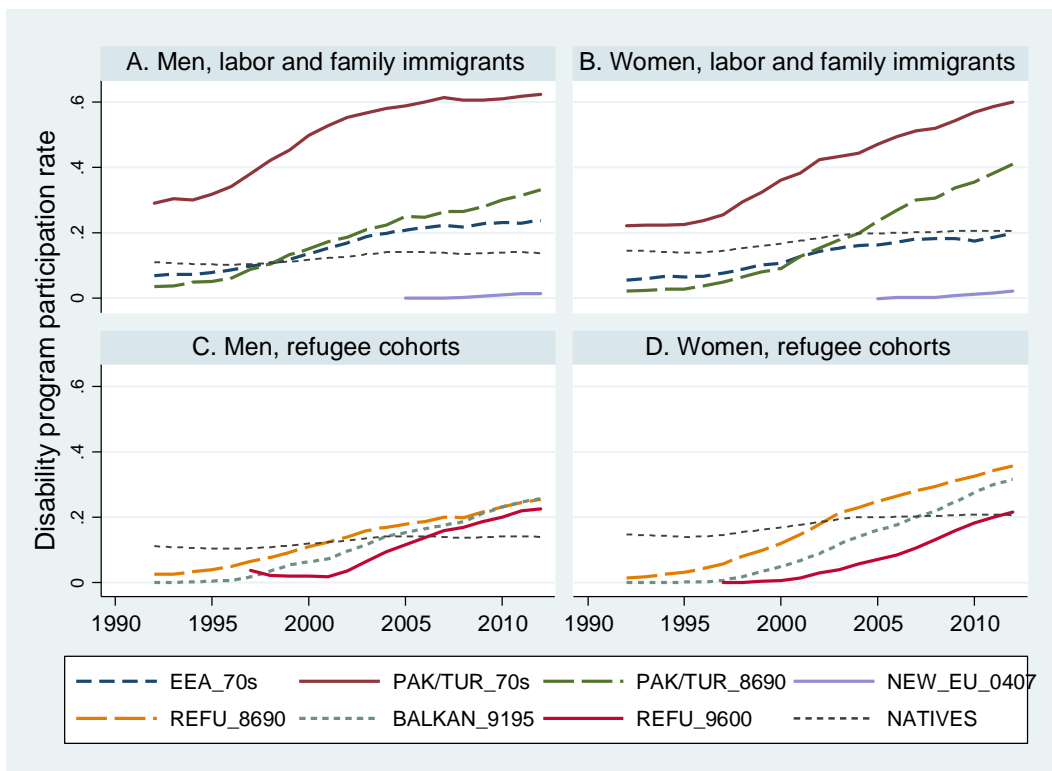 A. Men, labor and family immigrants
B. Women, labor and family immigrants
Disability program participation rate
.6
.4
.2
0
C. Men, refugee cohorts
D. Women, refugee cohorts
.6
.4
.2
0
1990 1995 2000 2005 2010
1990 1995 2000 2005 2010
EEA_70s PAK/TUR_70s PAK/TUR_8690 NEW_EU_0407
REFU_8690 BALKAN_9195 REFU_9600 NATIVES